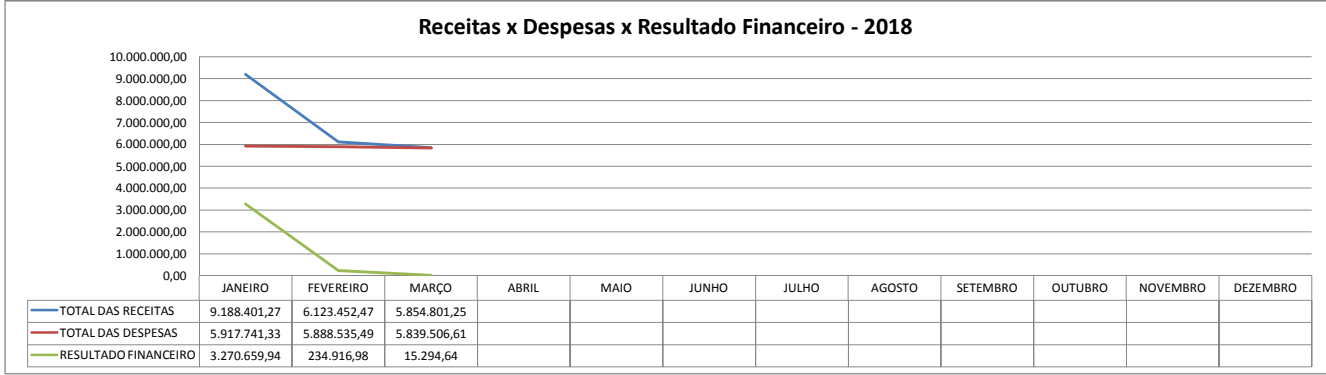 Receitas x Despesas x Resultado Financeiro - 2018
10.000.000,00
9.000.000,00
8.000.000,00
7.000.000,00
6.000.000,00
5.000.000,00
4.000.000,00
3.000.000,00
2.000.000,00
1.000.000,00
0,00
JANEIRO FEVEREIRO MARÇO ABRIL MAIO JUNHO JULHO AGOSTO SETEMBRO OUTUBRO NOVEMBRO DEZEMBRO
TOTAL DAS RECEITAS 9.188.401,27 6.123.452,47 5.854.801,25
TOTAL DAS DESPESAS 5.917.741,33 5.888.535,49 5.839.506,61
RESULTADO FINANCEIRO 3.270.659,94 234.916,98 15.294,64